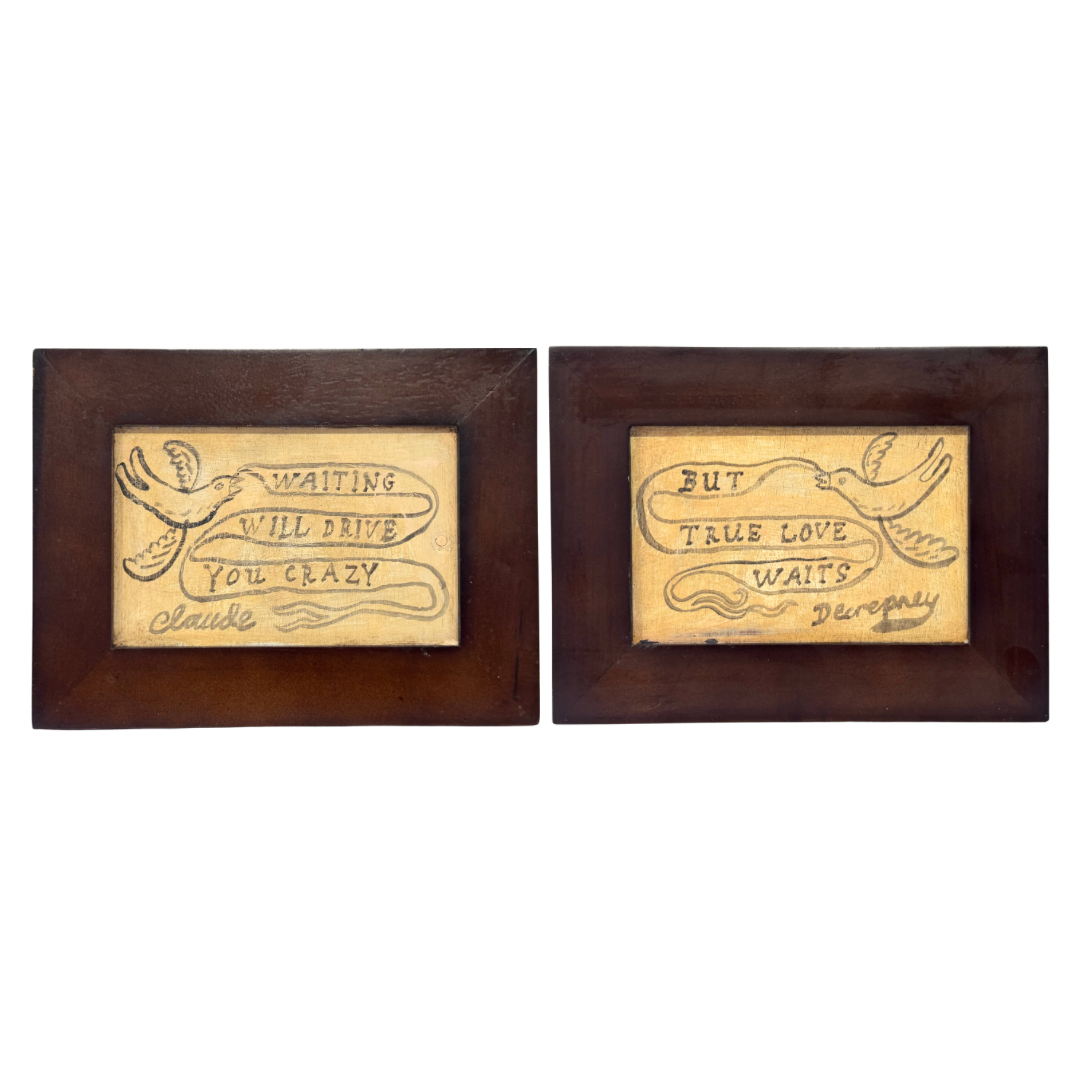 WAITING
WILL DRIVE
YOU CRAZY
Claude
BUT
TRUE LOVE
WAITS
Decrepney